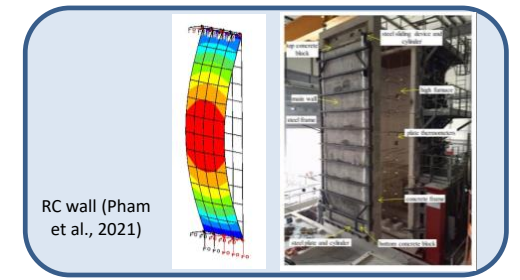 RC wall (Pham
et al., 2021)
steel sliding device and
cylinder
top concrete
block
high furnace
main wall
steel frame
plate thermometers
concrete frame
steel plate and cylinder
bottom concrete block